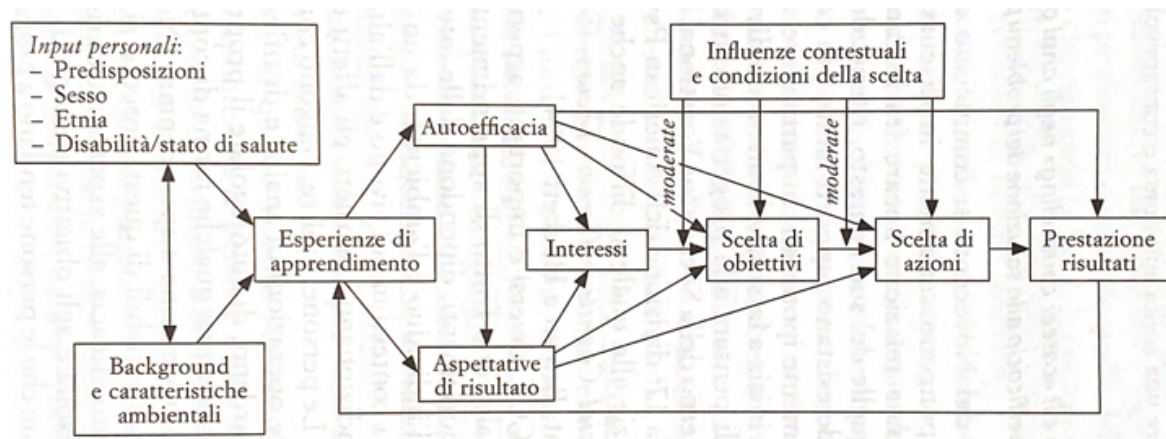 Input personali:
– Predisposizioni
– Sesso
– Etnia
– Disabilità/stato di salute
Influenze contestuali
e condizioni della scelta
Autoefficacia
moderate
moderate
Esperienze di
apprendimento
Interessi
Scelta di
obiettivi
Scelta di
azioni
Prestazione
risultati
Background
e caratteristiche
ambientali
Aspettative
di risultato